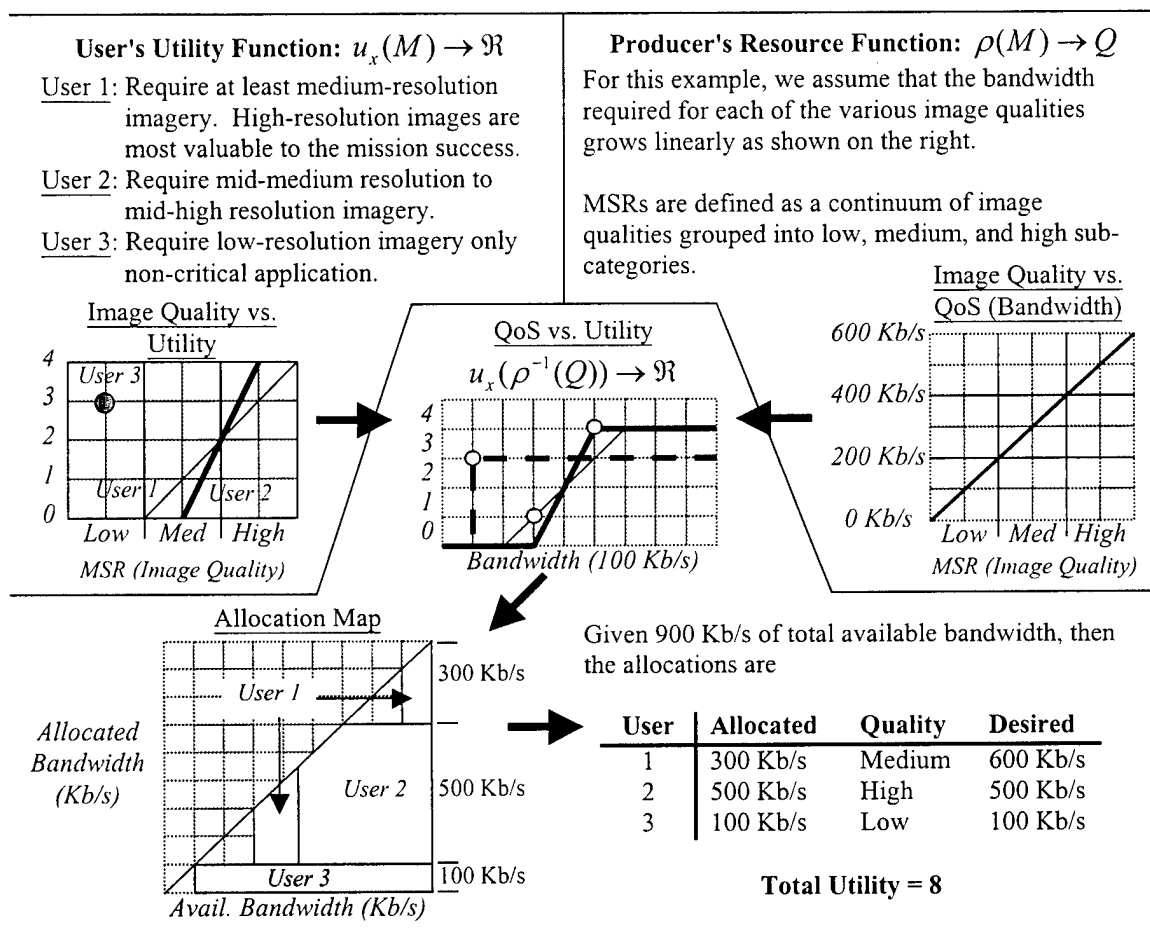 User's Utility Function: u_x(M) → ℜ
User 1: Require at least medium-resolution
imagery. High-resolution images are
most valuable to the mission success.
User 2: Require mid-medium resolution to
mid-high resolution imagery.
User 3: Require low-resolution imagery only
non-critical application.
Producer's Resource Function: ρ(M) → Q
For this example, we assume that the bandwidth
required for each of the various image qualities
grows linearly as shown on the right.
MSRs are defined as a continuum of image
qualities grouped into low, medium, and high sub-
categories.
Image Quality vs.
Utility
4
User 3
3
2
1
User 1
User 2
0
Low
Med
High
MSR (Image Quality)
QoS vs. Utility
u_x(ρ⁻¹(Q)) → ℜ
4
3
2
1
0
Bandwidth (100 Kb/s)
Image Quality vs.
QoS (Bandwidth)
600 Kb/s
400 Kb/s
200 Kb/s
0 Kb/s
Low
Med
High
MSR (Image Quality)
Allocation Map
300 Kb/s
User 1
Allocated
Bandwidth
(Kb/s)
User 2
500 Kb/s
User 3
100 Kb/s
Avail. Bandwidth (Kb/s)
Given 900 Kb/s of total available bandwidth, then
the allocations are
User Allocated Quality Desired
1 300 Kb/s Medium 600 Kb/s
2 500 Kb/s High 500 Kb/s
3 100 Kb/s Low 100 Kb/s
Total Utility = 8